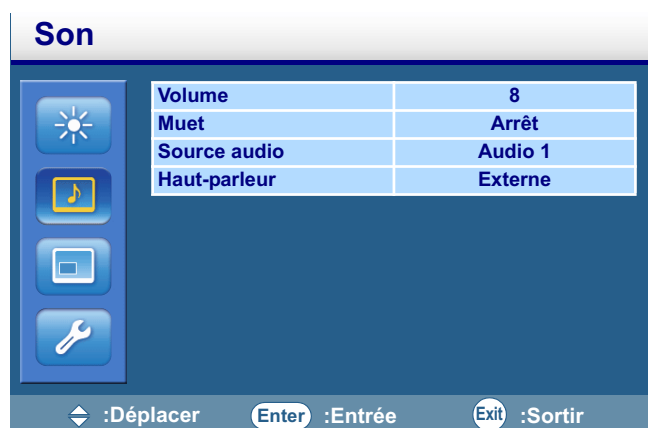 Son
Volume 8
Muet Arrêt
Source audio Audio 1
Haut-parleur Externe
:Déplacer Enter :Entrée Exit :Sortir